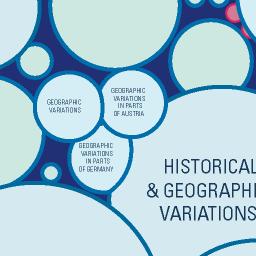 GEOGRAPHIC
VARIATIONS
GEOGRAPHIC
VARIATIONS
IN PARTS
OF AUSTRIA
GEOGRAPHIC
VARIATIONS
IN PARTS
OF GERMANY
HISTORICAL
& GEOGRAPHI
VARIATIONS